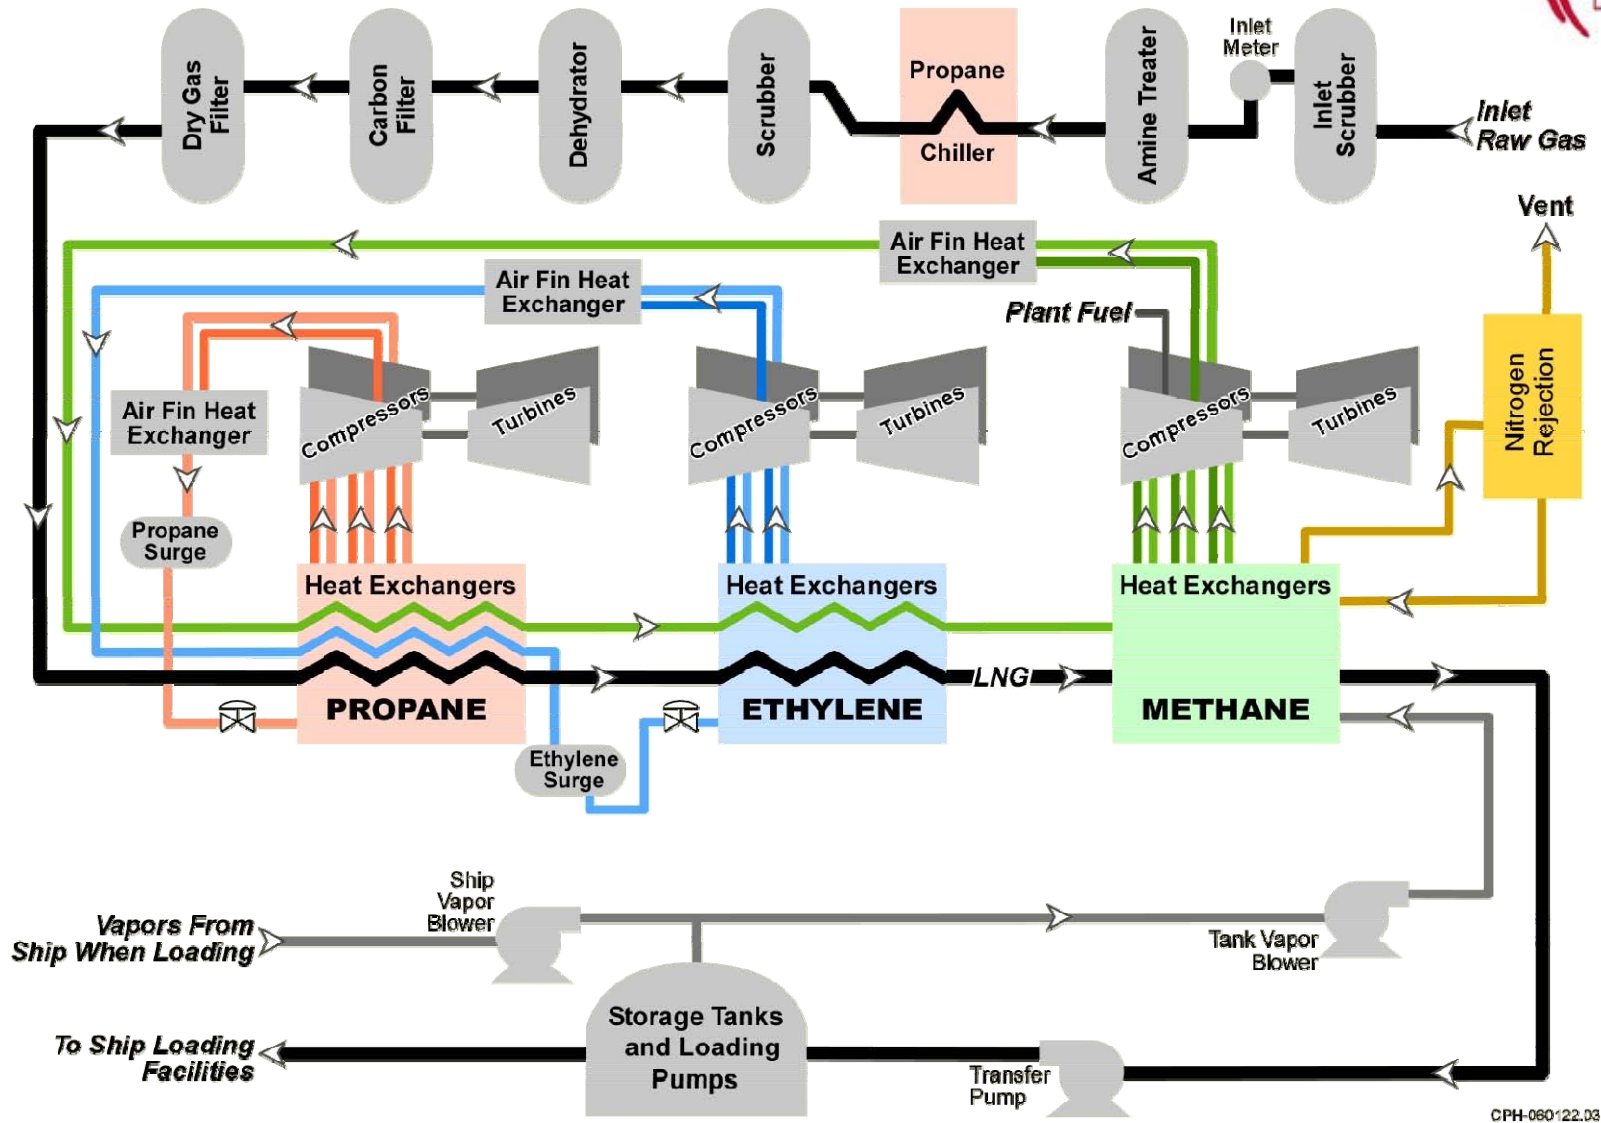 Dry Gas
Filter
Carbon
Filter
Dehydrator
Scrubber
Propane
Chiller
Amine Treater
Inlet
Meter
Inlet
Scrubber
Inlet
Raw Gas
Vent
Air Fin Heat
Exchanger
Air Fin Heat
Exchanger
Plant Fuel
Air Fin Heat
Exchanger
Compressors
Turbines
Compressors
Turbines
Compressors
Turbines
Nitrogen
Rejection
Propane
Surge
Heat Exchangers
PROPANE
Heat Exchangers
ETHYLENE
LNG
Heat Exchangers
METHANE
Ethylene
Surge
Ship
Vapor
Blower
Vapors From
Ship When Loading
Tank Vapor
Blower
Storage Tanks
and Loading
Pumps
To Ship Loading
Facilities
Transfer
Pump
CPH-060122.03